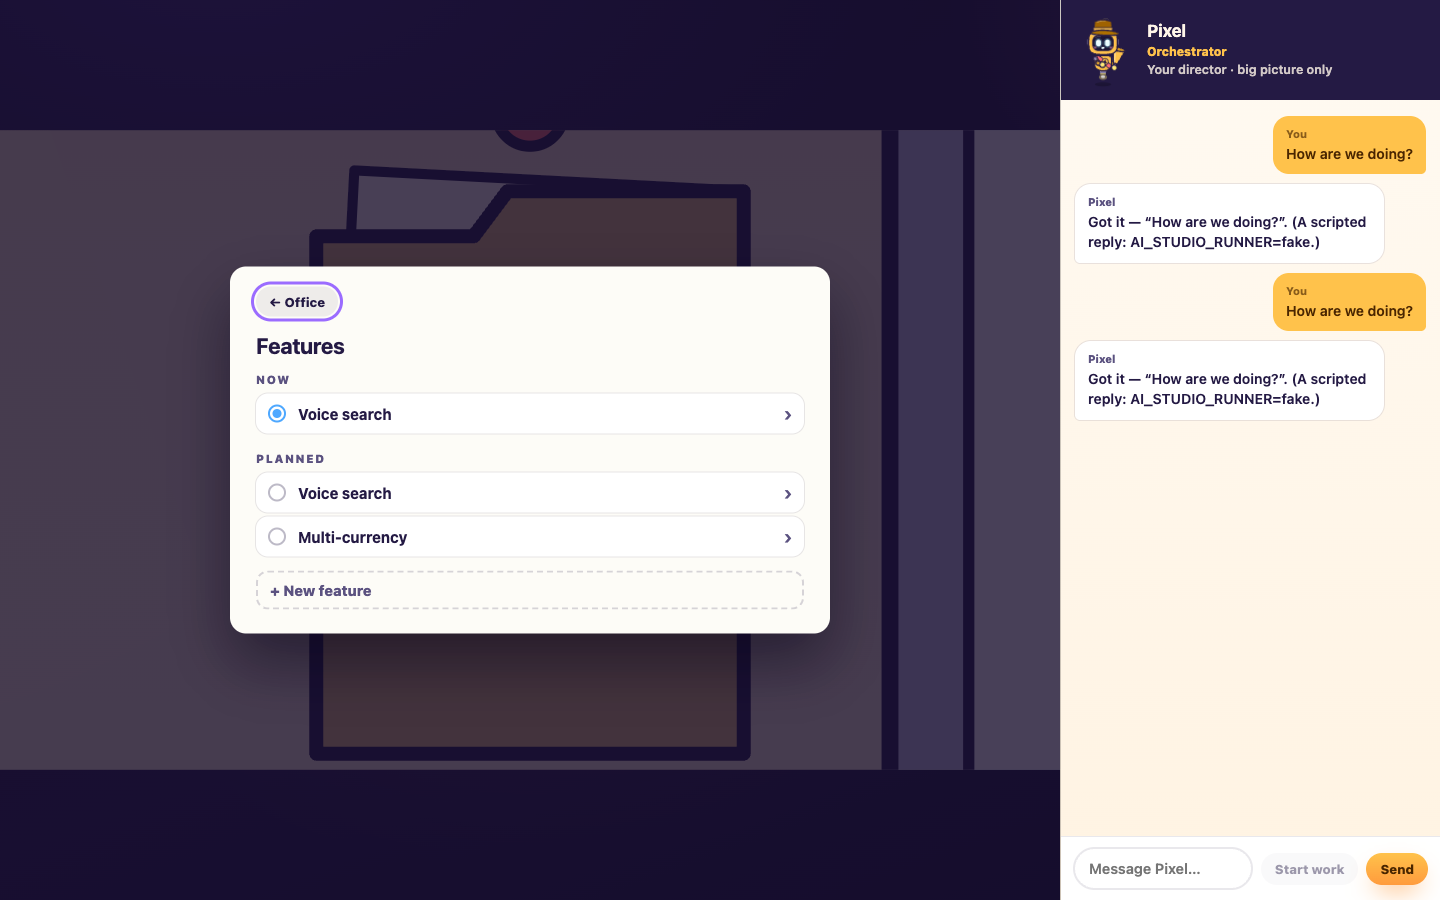 ← Office
Features
NOW
Voice search
›
PLANNED
Voice search
›
Multi-currency
›
+ New feature
Pixel
Orchestrator
Your director · big picture only
You
How are we doing?
Pixel
Got it — “How are we doing?”. (A scripted
reply: AI_STUDIO_RUNNER=fake.)
You
How are we doing?
Pixel
Got it — “How are we doing?”. (A scripted
reply: AI_STUDIO_RUNNER=fake.)
Message Pixel...
Start work
Send